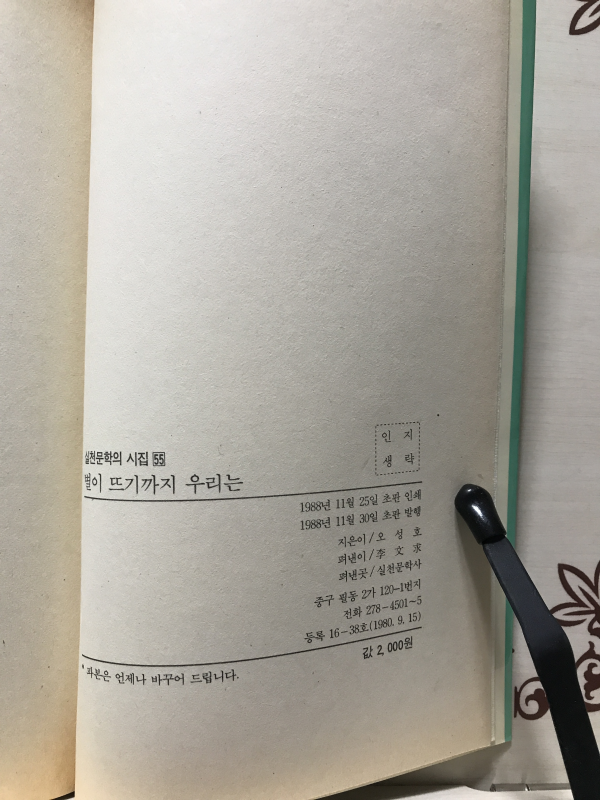 실천문학의 시집 55
별이 뜨기까지 우리는
인 지
생 략
1988년 11월 25일 초판 인쇄
1988년 11월 30일 초판 발행
지은이/오 성 호
펴낸이/李 文 求
펴낸곳/실천문학사
중구 필동 2가 120-1번지
전화 278-4501~5
등록 16-38호(1980. 9. 15)
값 2,000원
* 파본은 언제나 바꾸어 드립니다.